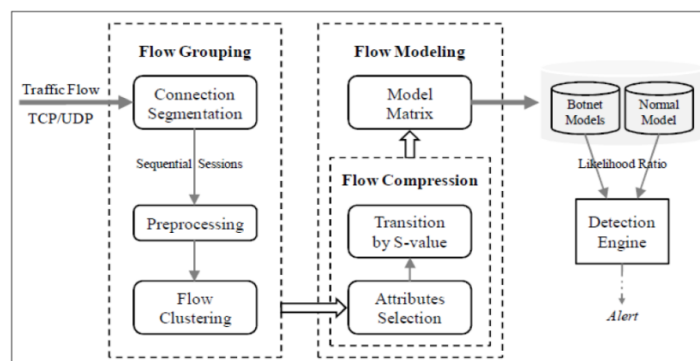 Flow Grouping
Traffic Flow
TCP/UDP
Connection
Segmentation
Sequential Sessions
Preprocessing
Flow
Clustering
Flow Modeling
Model
Matrix
Flow Compression
Transition
by S-value
Attributes
Selection
Botnet
Models
Normal
Model
Likelihood Ratio
Detection
Engine
Alert